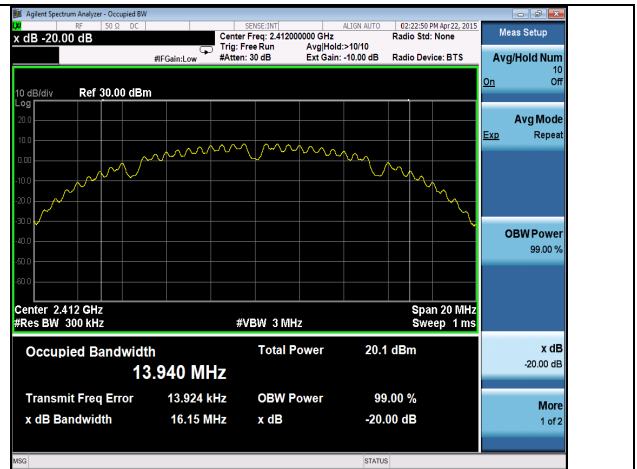 Agilent Spectrum Analyzer - Occupied BW
RF 50 Ω DC SENSE:INT ALIGN AUTO 02:22:50 PM Apr 22, 2015
x dB -20.00 dB
Center Freq: 2.412000000 GHz Radio Std: None
Trig: Free Run Avg|Hold:>10/10
#IFGain:Low #Atten: 30 dB Ext Gain: -10.00 dB Radio Device: BTS
10 dB/div Ref 30.00 dBm
Log
20.0
10.0
0.00
-10.0
-20.0
-30.0
-40.0
-50.0
-60.0
Center 2.412 GHz Span 20 MHz
#Res BW 300 kHz #VBW 3 MHz Sweep 1 ms
Occupied Bandwidth Total Power 20.1 dBm
13.940 MHz
Transmit Freq Error 13.924 kHz OBW Power 99.00 %
x dB Bandwidth 16.15 MHz x dB -20.00 dB
MSG STATUS
Meas Setup
Avg/Hold Num
10
On Off
Avg Mode
Exp Repeat
OBW Power
99.00 %
x dB
-20.00 dB
More
1 of 2